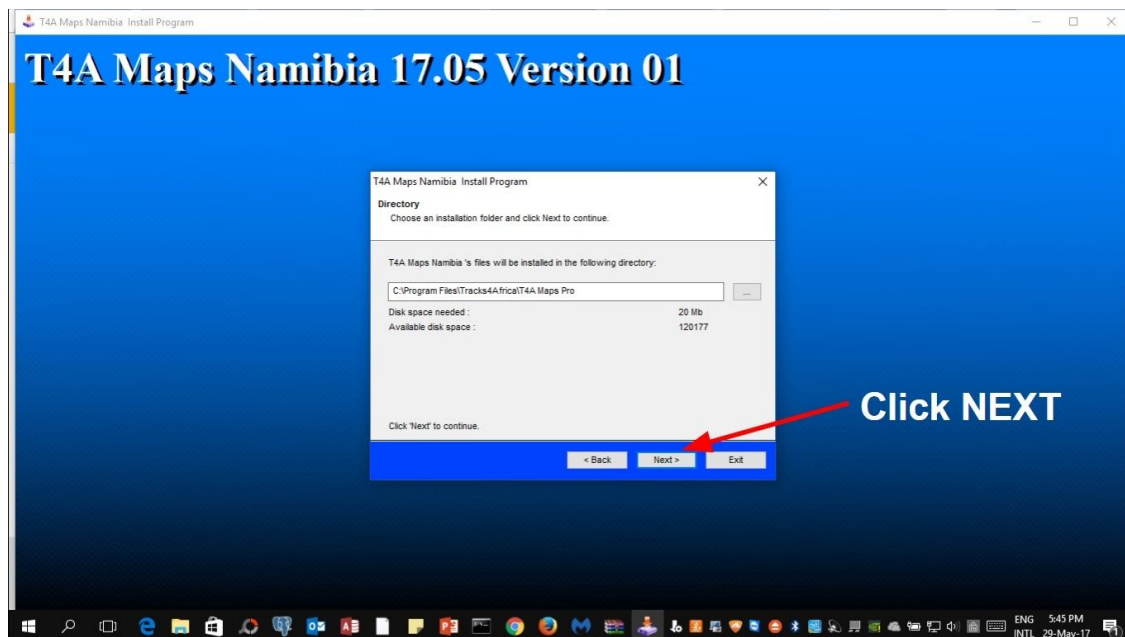 T4A Maps Namibia Install Program
T4A Maps Namibia 17.05 Version 01
T4A Maps Namibia Install Program
Directory
Choose an installation folder and click Next to continue.
T4A Maps Namibia 's files will be installed in the following directory:
C:\Program Files\Tracks4Africa\T4A Maps Pro
...
Disk space needed : 20 Mb
Available disk space : 120177
Click NEXT
Click 'Next' to continue.
< Back Next > Exit
ENG 5:45 PM
INTL 29-May-17